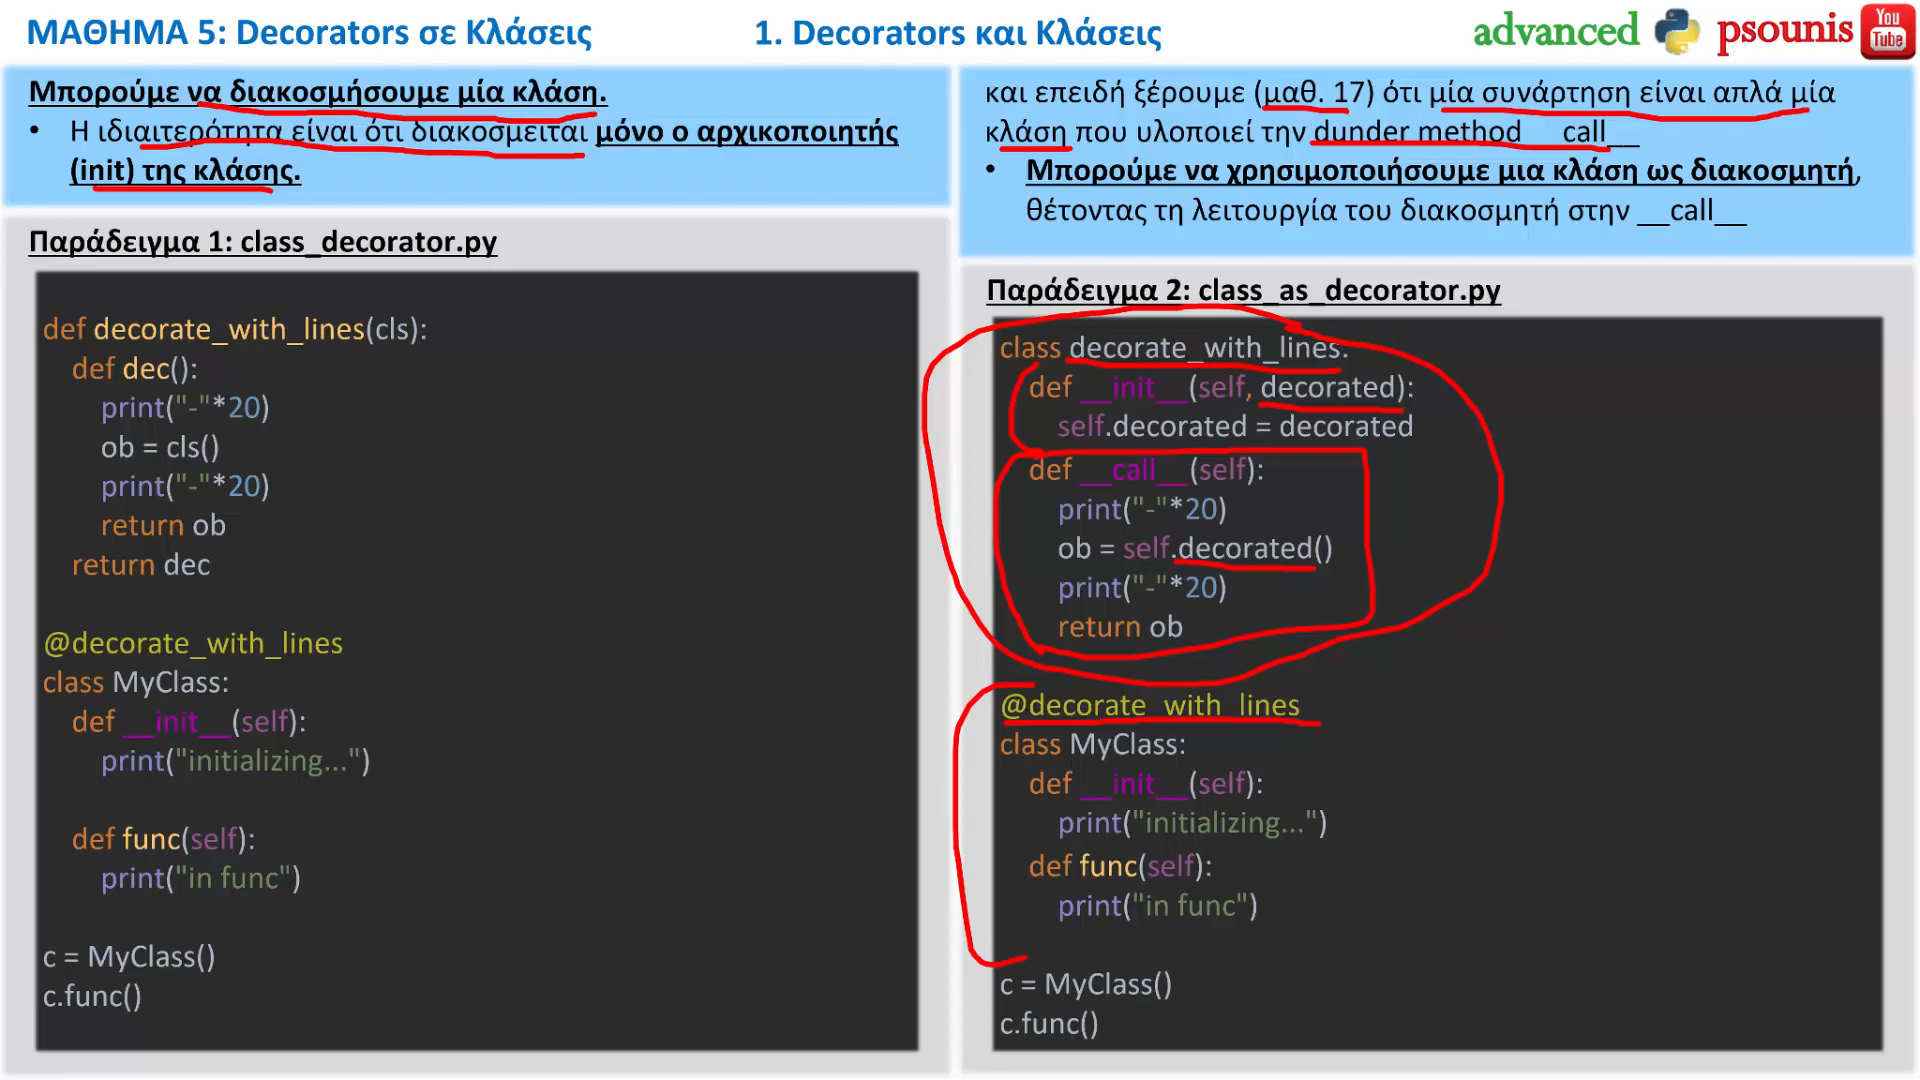 ΜΑΘΗΜΑ 5: Decorators σε Κλάσεις
1. Decorators και Κλάσεις
advanced psounis You Tube
Μπορούμε να διακοσμήσουμε μία κλάση.
• Η ιδιαιτερότητα είναι ότι διακοσμείται μόνο ο αρχικοποιητής
(init) της κλάσης.
Παράδειγμα 1: class_decorator.py
def decorate_with_lines(cls):
def dec():
print("-"*20)
ob = cls()
print("-"*20)
return ob
return dec
@decorate_with_lines
class MyClass:
def __init__(self):
print("initializing...")
def func(self):
print("in func")
c = MyClass()
c.func()
και επειδή ξέρουμε (μαθ. 17) ότι μία συνάρτηση είναι απλά μία
κλάση που υλοποιεί την dunder method __call__
• Μπορούμε να χρησιμοποιήσουμε μια κλάση ως διακοσμητή,
θέτοντας τη λειτουργία του διακοσμητή στην __call__
Παράδειγμα 2: class_as_decorator.py
class decorate_with_lines:
def __init__(self, decorated):
self.decorated = decorated
def __call__(self):
print("-"*20)
ob = self.decorated()
print("-"*20)
return ob
@decorate_with_lines
class MyClass:
def __init__(self):
print("initializing...")
def func(self):
print("in func")
c = MyClass()
c.func()